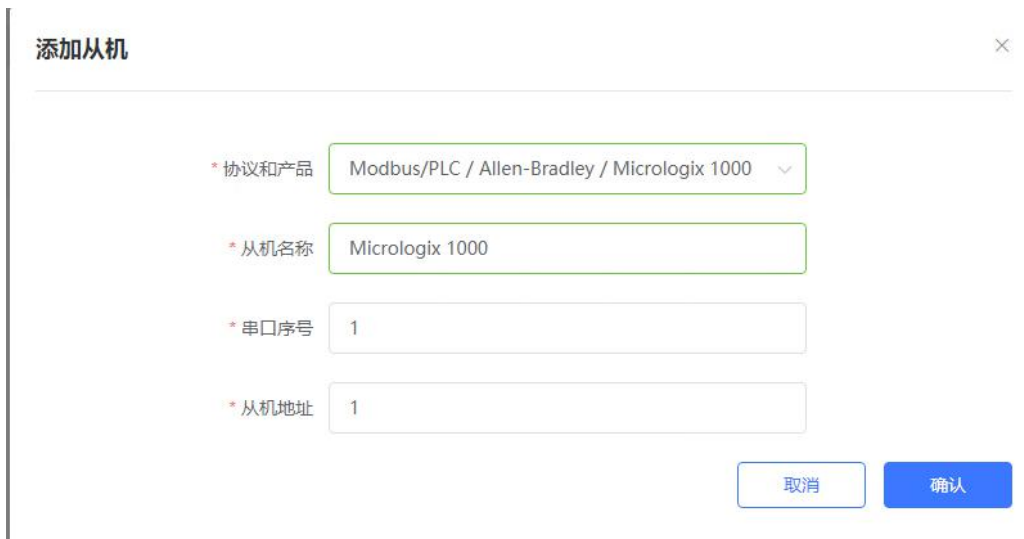 添加从机
* 协议和产品 Modbus/PLC / Allen-Bradley / Micrologix 1000
* 从机名称 Micrologix 1000
* 串口序号 1
* 从机地址 1
取消 确认